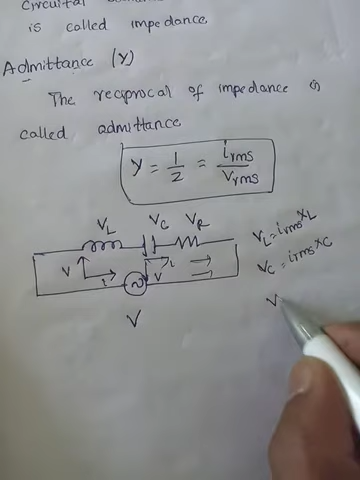 is called impedance
Admittance (Y)
The reciprocal of impedance is
called admittance
Y = 1/Z = irms/Vrms
VL VC VR
VL = irms XL
V i V i
VC = irms XC
V
V